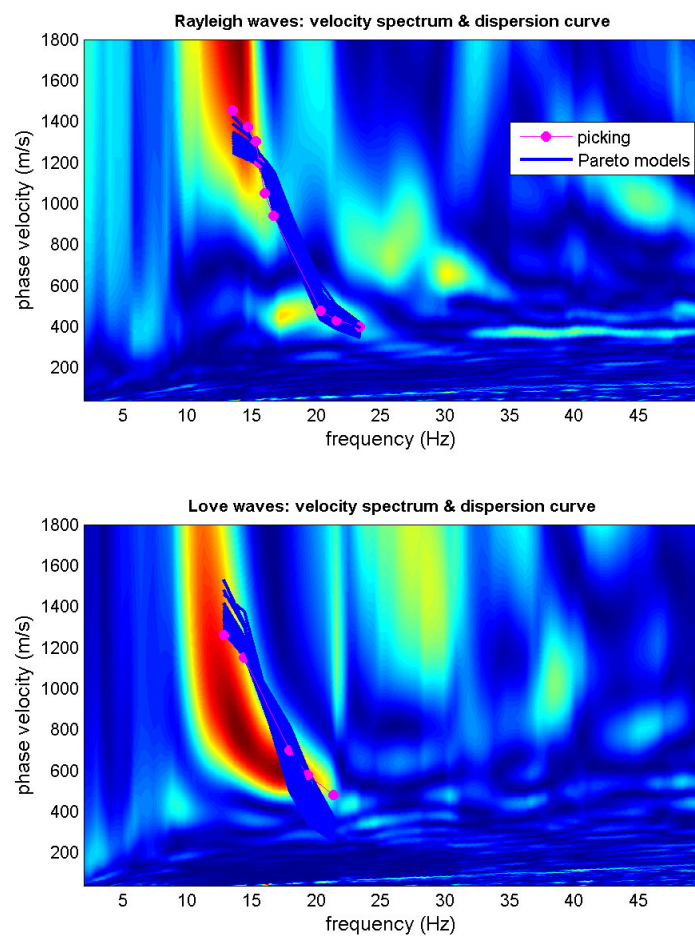 Rayleigh waves: velocity spectrum & dispersion curve
1800
1600
1400
1200
1000
800
600
400
200
phase velocity (m/s)
picking
Pareto models
5 10 15 20 25 30 35 40 45
frequency (Hz)
Love waves: velocity spectrum & dispersion curve
1800
1600
1400
1200
1000
800
600
400
200
phase velocity (m/s)
5 10 15 20 25 30 35 40 45
frequency (Hz)